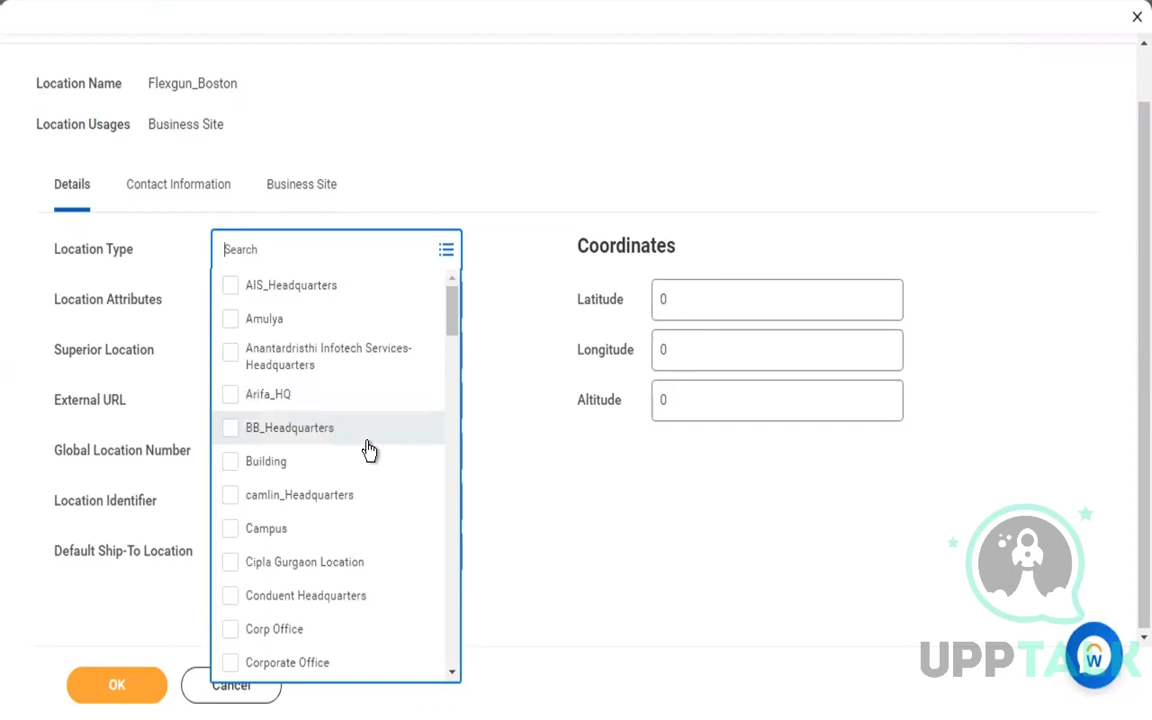 Location Name Flexgun_Boston
Location Usages Business Site
Details Contact Information Business Site
Location Type
Search
Coordinates
AIS_Headquarters
Location Attributes
Latitude 0
Amulya
Superior Location
Anantardristhi Infotech Services-
Headquarters
Longitude 0
Arifa_HQ
External URL
Altitude 0
BB_Headquarters
Global Location Number
Building
camlin_Headquarters
Location Identifier
Campus
Default Ship-To Location
Cipla Gurgaon Location
Conduent Headquarters
Corp Office
Corporate Office
OK
Cancel
UPPTALK
W